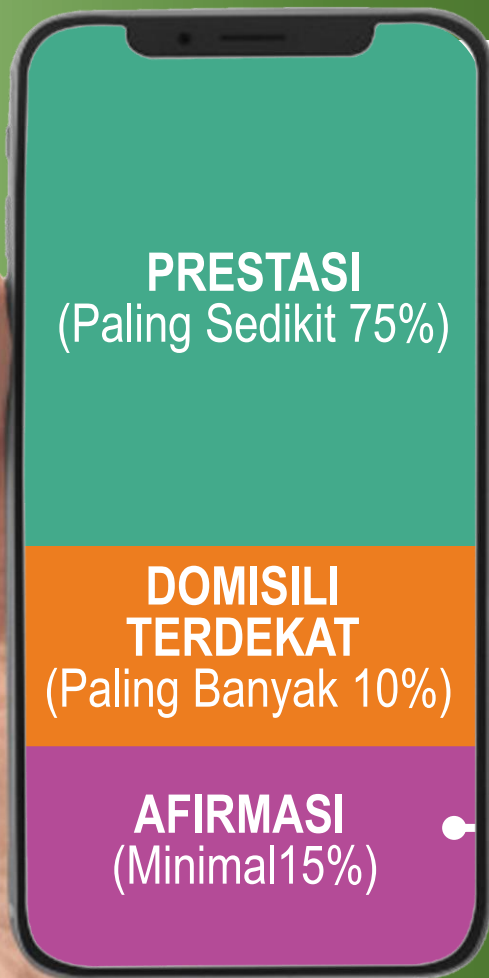 PRESTASI
(Paling Sedikit 75%)
DOMISILI
TERDEKAT
(Paling Banyak 10%)
AFIRMASI
(Minimal15%)